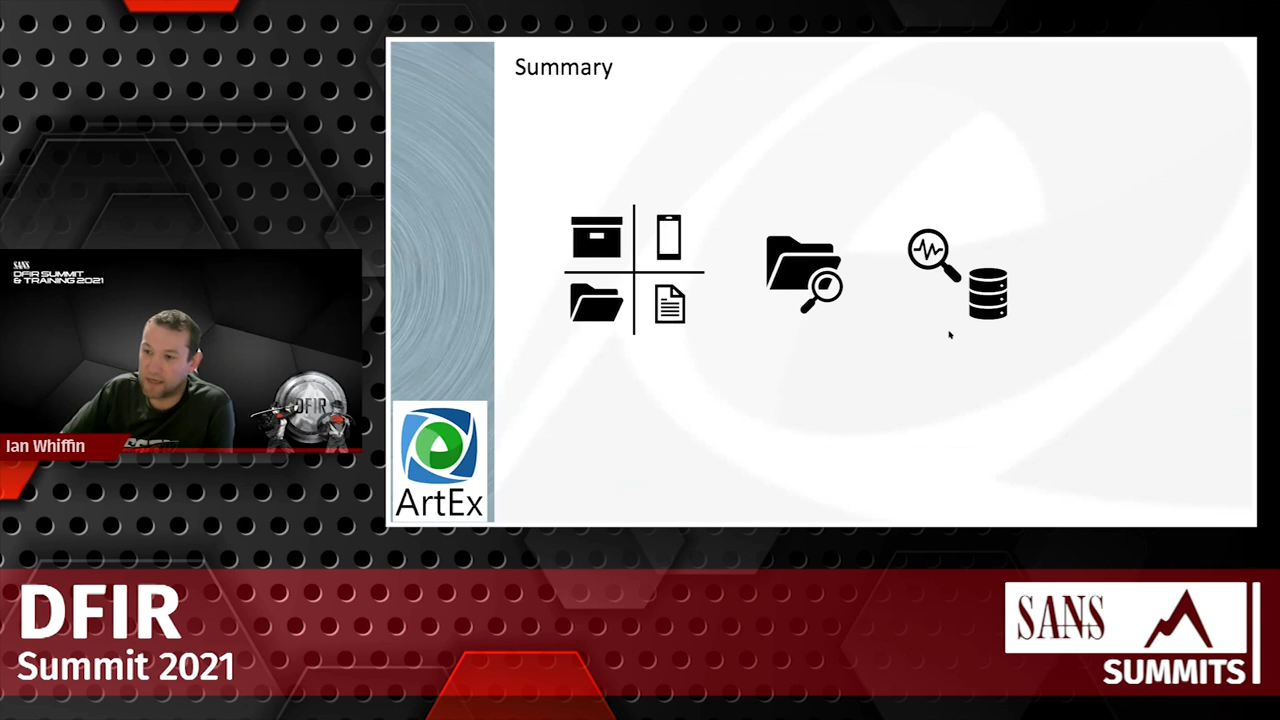 Summary
SANS
DFIR SUMMIT
& TRAINING 2021
DFIR
Ian Whiffin
ArtEx
DFIR
Summit 2021
SANS
SUMMITS